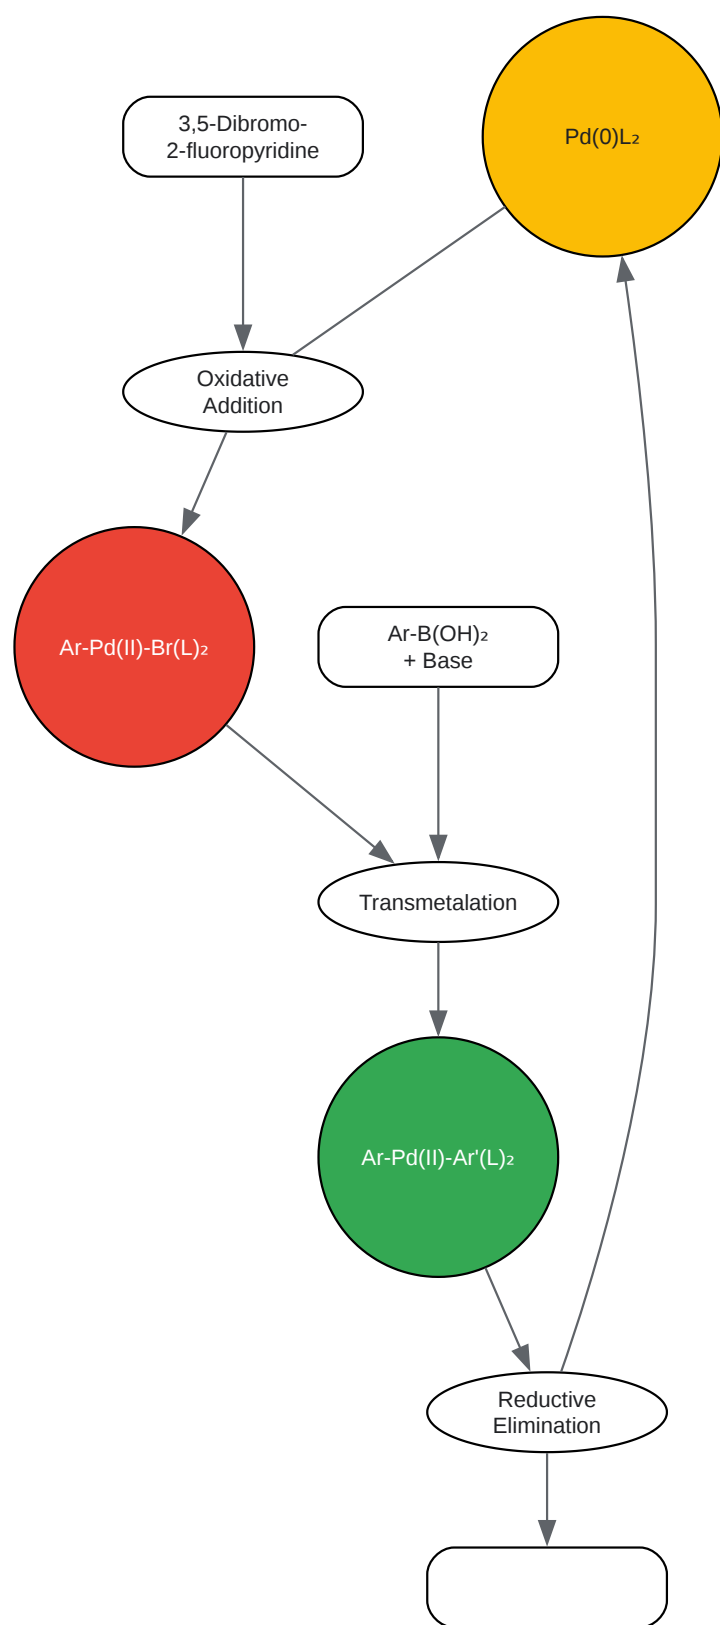 3,5-Dibromo-
2-fluoropyridine
Pd(0)L₂
Oxidative
Addition
Ar-Pd(II)-Br(L)₂
Ar-B(OH)₂
+ Base
Transmetalation
Ar-Pd(II)-Ar'(L)₂
Reductive
Elimination